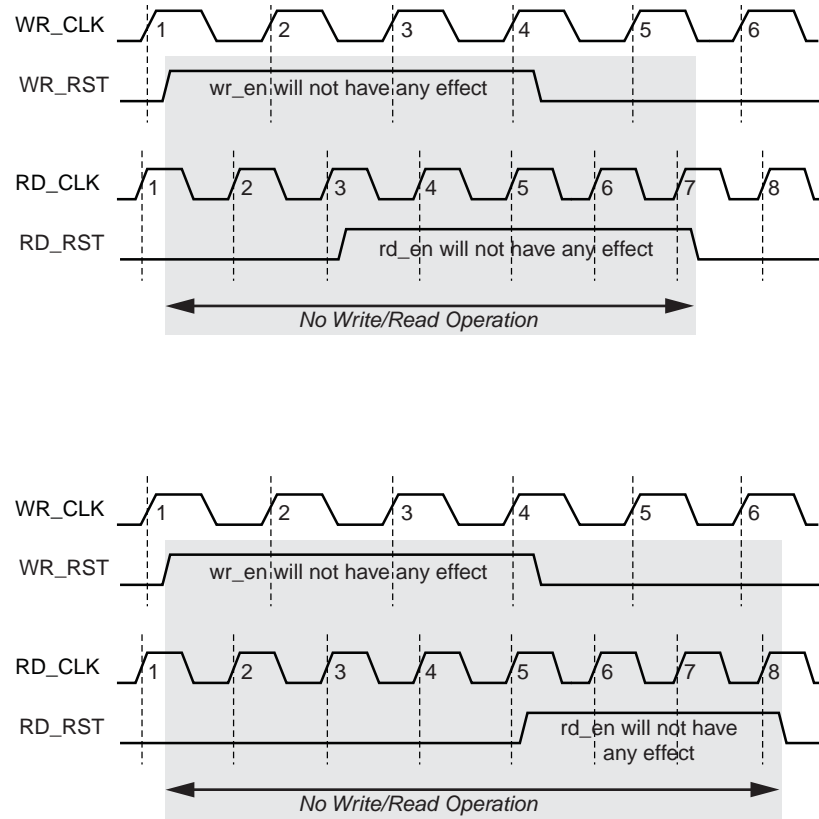 WR_CLK 1 2 3 4 5 6
WR_RST wr_en will not have any effect
RD_CLK 1 2 3 4 5 6 7 8
RD_RST rd_en will not have any effect
No Write/Read Operation
WR_CLK 1 2 3 4 5 6
WR_RST wr_en will not have any effect
RD_CLK 1 2 3 4 5 6 7 8
RD_RST rd_en will not have
any effect
No Write/Read Operation